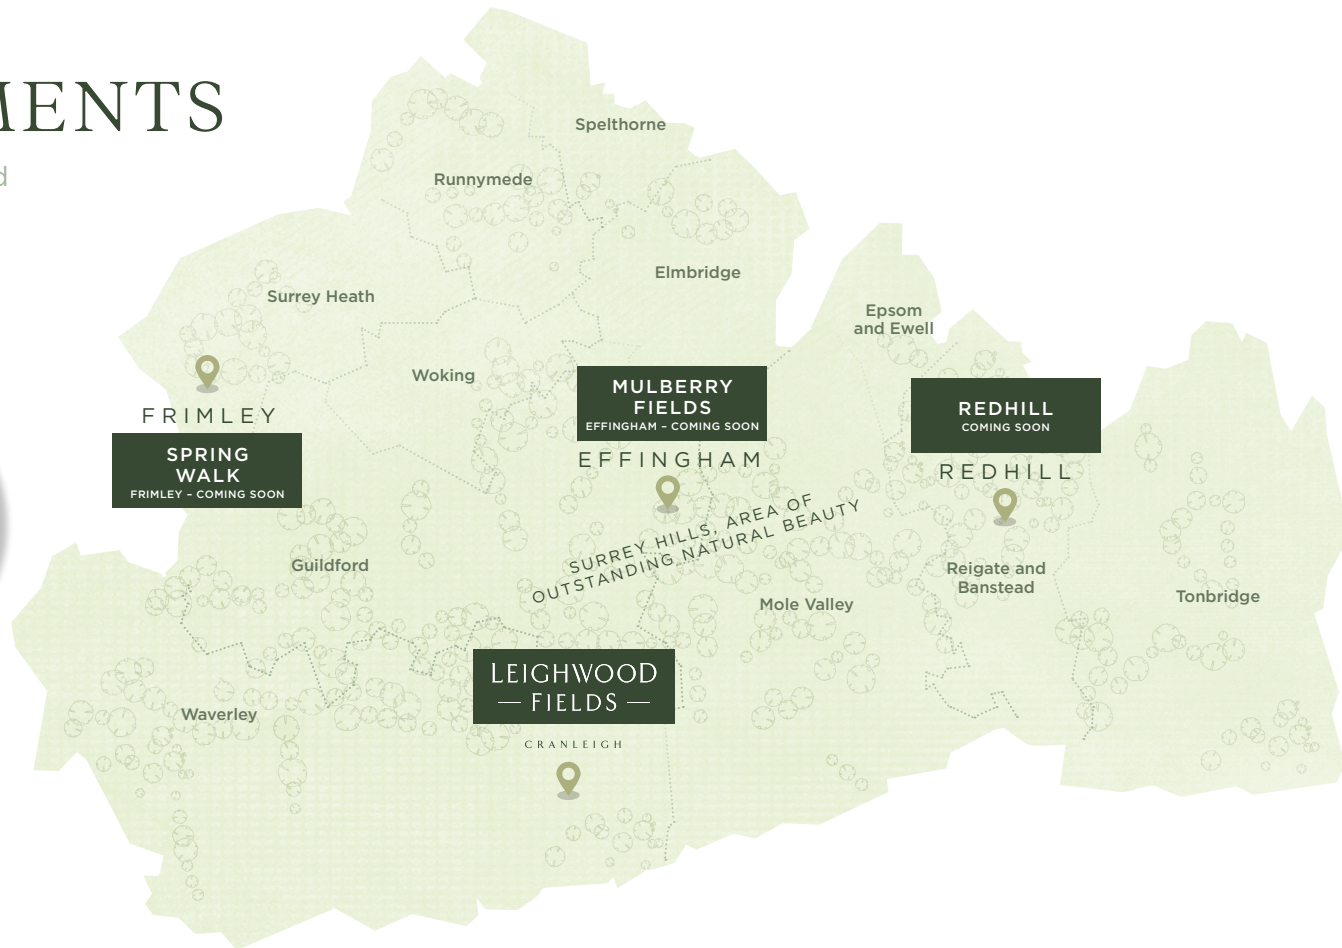 MENTS
d
Spelthorne
Runnymede
Elmbridge
Surrey Heath
Epsom
and Ewell
Woking
FRIMLEY
SPRING
WALK
FRIMLEY – COMING SOON
MULBERRY
FIELDS
EFFINGHAM – COMING SOON
EFFINGHAM
REDHILL
COMING SOON
REDHILL
SURREY HILLS, AREA OF
OUTSTANDING NATURAL BEAUTY
Guildford
Reigate and
Banstead
Mole Valley
Tonbridge
LEIGHWOOD
— FIELDS —
CRANLEIGH
Waverley